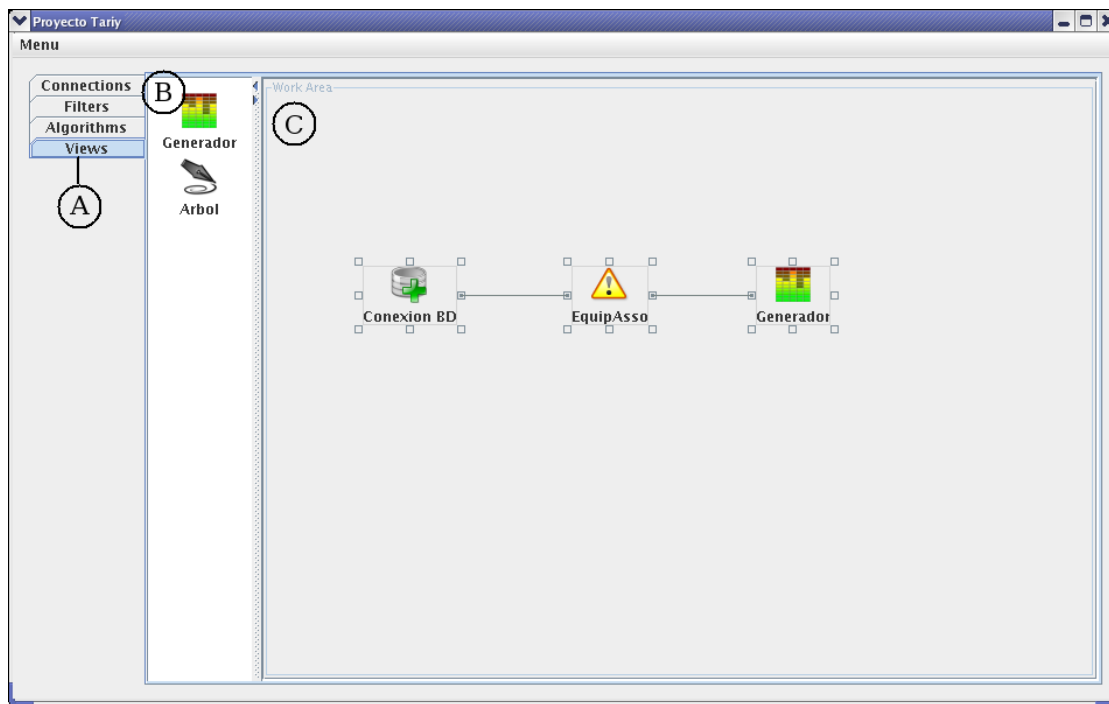 Proyecto Tariy
Menu
Connections
Filters
Algorithms
Views
A
B
Generador
Arbol
Work Area
C
Conexion BD
EquipAsso
Generador